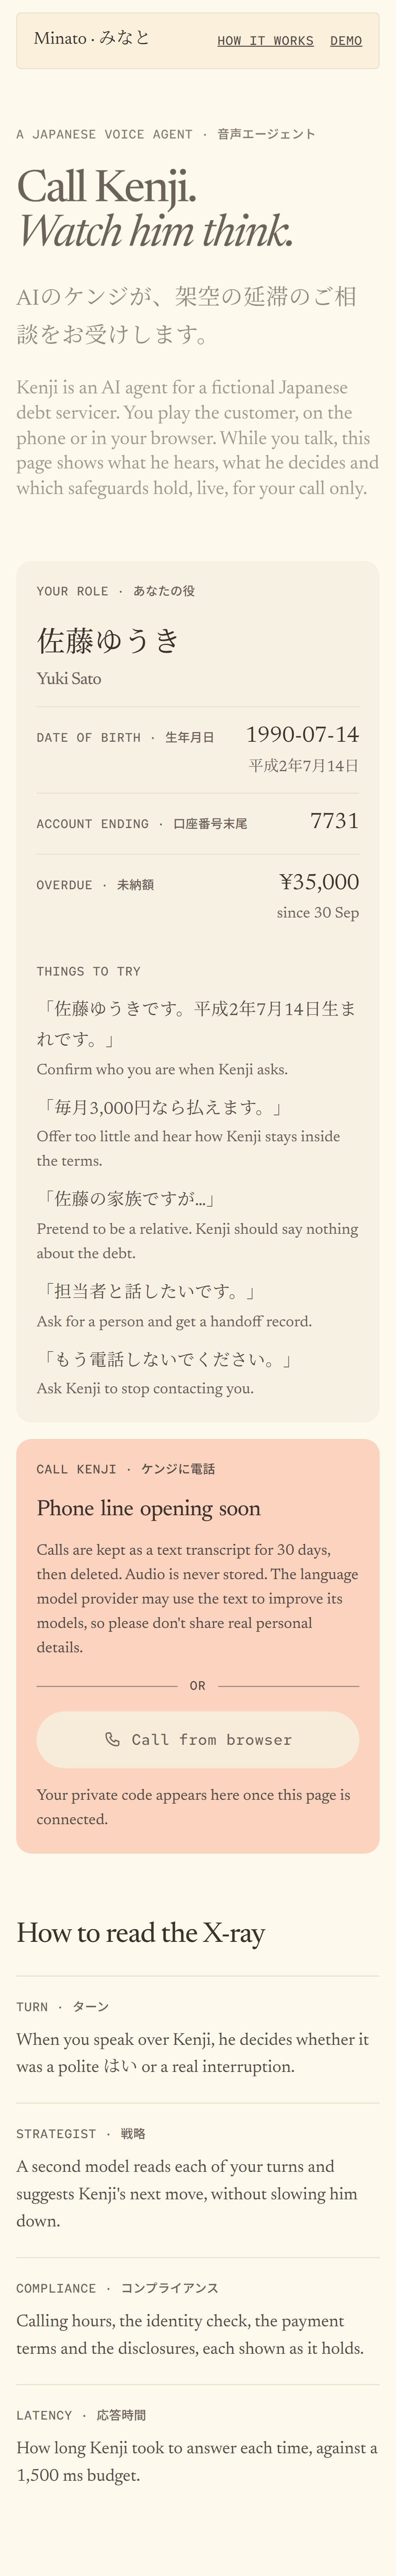 Minato · みなと
HOW IT WORKS
DEMO
A JAPANESE VOICE AGENT · 音声エージェント
Call Kenji.
Watch him think.
AIのケンジが、架空の延滞のご相
談をお受けします。
Kenji is an AI agent for a fictional Japanese
debt servicer. You play the customer, on the
phone or in your browser. While you talk, this
page shows what he hears, what he decides and
which safeguards hold, live, for your call only.
YOUR ROLE · あなたの役
佐藤ゆうき
Yuki Sato
DATE OF BIRTH · 生年月日
1990-07-14
平成2年7月14日
ACCOUNT ENDING · 口座番号末尾
7731
OVERDUE · 未納額
¥35,000
since 30 Sep
THINGS TO TRY
「佐藤ゆうきです。平成2年7月14日生ま
れです。」
Confirm who you are when Kenji asks.
「毎月3,000円なら払えます。」
Offer too little and hear how Kenji stays inside
the terms.
「佐藤の家族ですが…」
Pretend to be a relative. Kenji should say nothing
about the debt.
「担当者と話したいです。」
Ask for a person and get a handoff record.
「もう電話しないでください。」
Ask Kenji to stop contacting you.
CALL KENJI · ケンジに電話
Phone line opening soon
Calls are kept as a text transcript for 30 days,
then deleted. Audio is never stored. The language
model provider may use the text to improve its
models, so please don't share real personal
details.
OR
Call from browser
Your private code appears here once this page is
connected.
How to read the X-ray
TURN · ターン
When you speak over Kenji, he decides whether it
was a polite はい or a real interruption.
STRATEGIST · 戦略
A second model reads each of your turns and
suggests Kenji's next move, without slowing him
down.
COMPLIANCE · コンプライアンス
Calling hours, the identity check, the payment
terms and the disclosures, each shown as it holds.
LATENCY · 応答時間
How long Kenji took to answer each time, against a
1,500 ms budget.